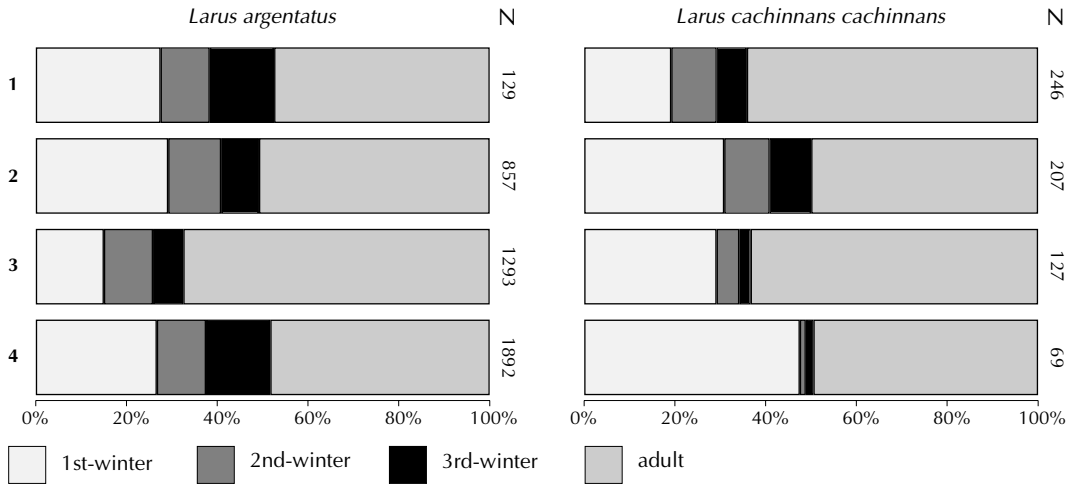 Larus argentatus N Larus cachinnans cachinnans N
1 129 246
2 857 207
3 1293 127
4 1892 69
0% 20% 40% 60% 80% 100% 0% 20% 40% 60% 80% 100%
1st-winter 2nd-winter 3rd-winter adult